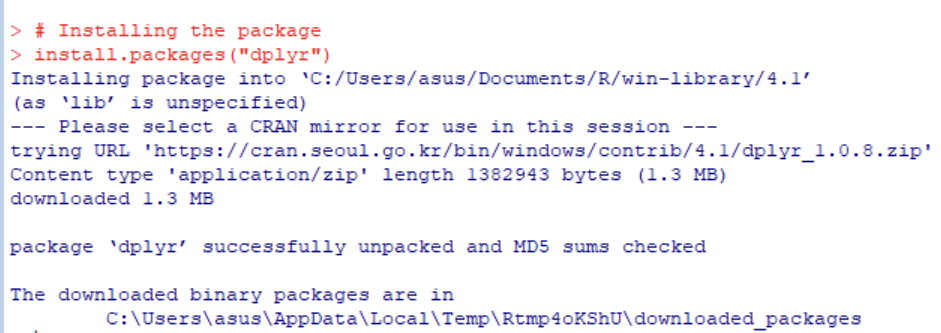 > # Installing the package
> install.packages("dplyr")
Installing package into ‘C:/Users/asus/Documents/R/win-library/4.1’
(as ‘lib’ is unspecified)
--- Please select a CRAN mirror for use in this session ---
trying URL 'https://cran.seoul.go.kr/bin/windows/contrib/4.1/dplyr_1.0.8.zip'
Content type 'application/zip' length 1382943 bytes (1.3 MB)
downloaded 1.3 MB
package ‘dplyr’ successfully unpacked and MD5 sums checked
The downloaded binary packages are in
C:\Users\asus\AppData\Local\Temp\Rtmp4oKShU\downloaded_packages